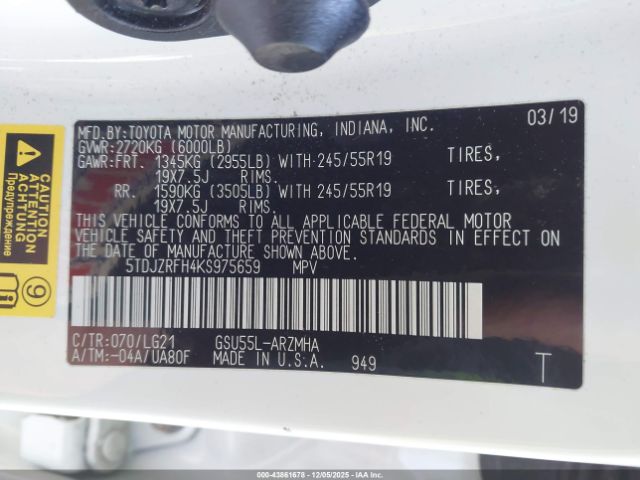 MFD.BY:TOYOTA MOTOR MANUFACTURING, INDIANA, INC. 03/19
GVWR:2720KG (6000LB)
GAWR:FRT. 1345KG (2955LB) WITH 245/55R19 TIRES,
19X7.5J RIMS.
RR. 1590KG (3505LB) WITH 245/55R19 TIRES,
19X7.5J RIMS.
THIS VEHICLE CONFORMS TO ALL APPLICABLE FEDERAL MOTOR
VEHICLE SAFETY AND THEFT PREVENTION STANDARDS IN EFFECT ON
THE DATE OF MANUFACTURE SHOWN ABOVE.
5TDJZRFH4KS975659 MPV
C/TR:070/LG21 GSU55L-ARZMHA
A/TM:-04A/UA80F MADE IN U.S.A. 949 T
CAUTION
ATTENTION
Предупреждение
9
000-43861678 12/05/2025 - IAAI.COM